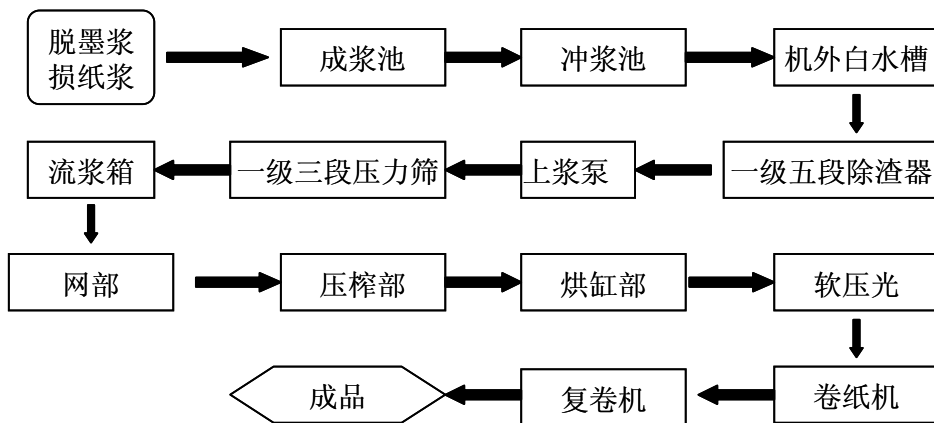 脱墨浆
损纸浆
成浆池
冲浆池
机外白水槽
一级五段除渣器
上浆泵
一级三段压力筛
流浆箱
网部
压榨部
烘缸部
软压光
卷纸机
复卷机
成品